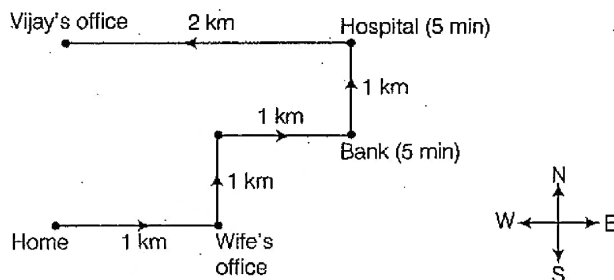 Vijay's office
2 km
Hospital (5 min)
1 km
1 km
Bank (5 min)
1 km
Home
1 km
Wife's
office
N
W
E
S